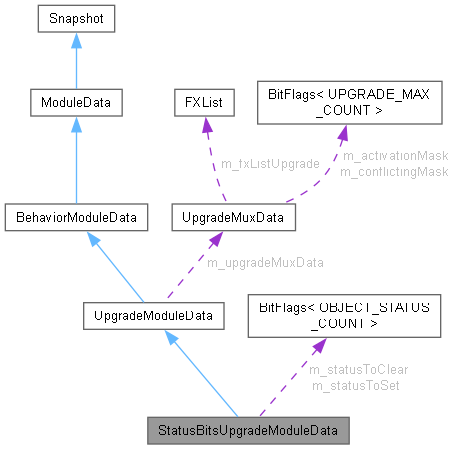 Snapshot
ModuleData
FXList
BitFlags< UPGRADE_MAX
_COUNT >
m_fxListUpgrade
m_activationMask
m_conflictingMask
BehaviorModuleData
UpgradeMuxData
m_upgradeMuxData
UpgradeModuleData
BitFlags< OBJECT_STATUS
_COUNT >
m_statusToClear
m_statusToSet
StatusBitsUpgradeModuleData